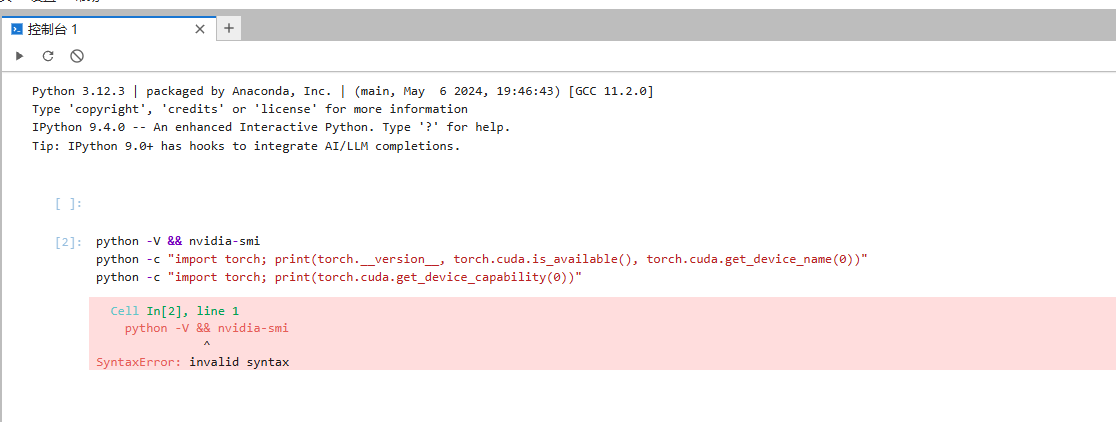 控制台 1
Python 3.12.3 | packaged by Anaconda, Inc. | (main, May  6 2024, 19:46:43) [GCC 11.2.0]
Type 'copyright', 'credits' or 'license' for more information
IPython 9.4.0 -- An enhanced Interactive Python. Type '?' for help.
Tip: IPython 9.0+ has hooks to integrate AI/LLM completions.
[ ]:
[2]: python -V && nvidia-smi
python -c "import torch; print(torch.__version__, torch.cuda.is_available(), torch.cuda.get_device_name(0))"
python -c "import torch; print(torch.cuda.get_device_capability(0))"
Cell In[2], line 1
python -V && nvidia-smi
^
SyntaxError: invalid syntax